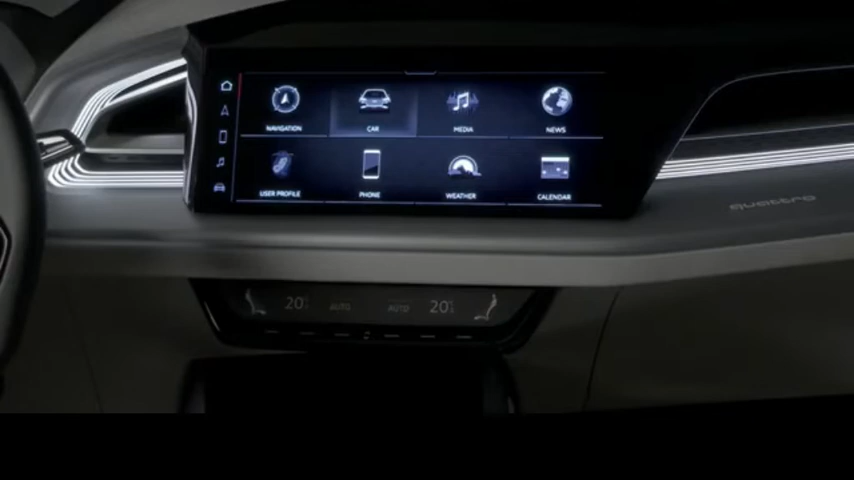 NAVIGATION CAR MEDIA NEWS
USER PROFILE PHONE WEATHER CALENDAR
quattro
20 AUTO AUTO 20